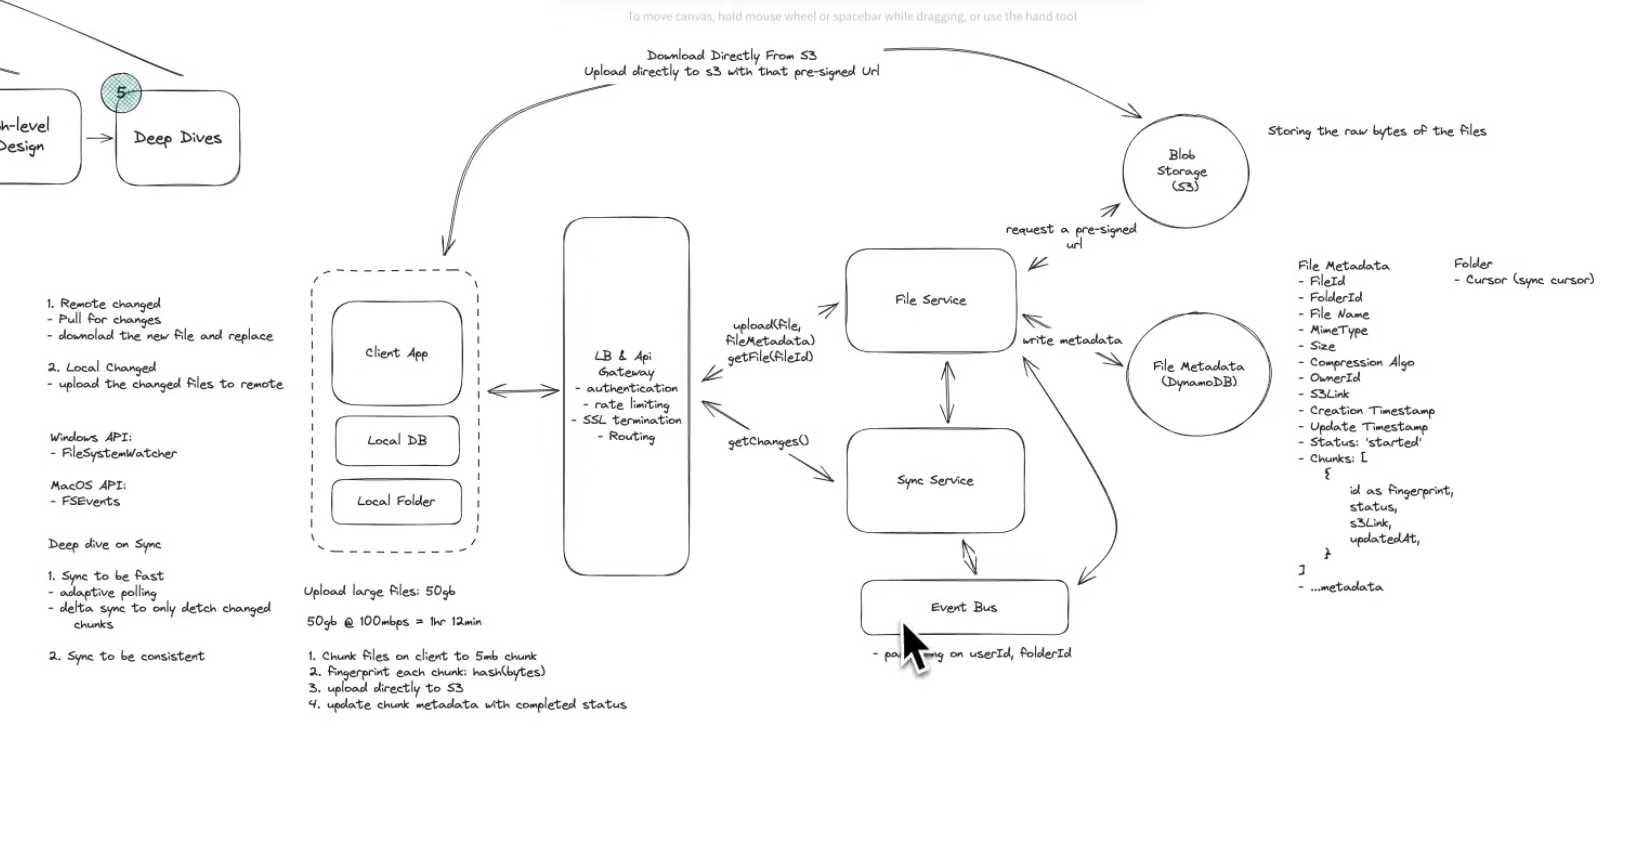 To move canvas, hold mouse wheel or spacebar while dragging, or use the hand tool
Download Directly From S3
Upload directly to s3 with that pre-signed Url
5
h-level
Design
Deep Dives
Blob
Storage
(S3)
Storing the raw bytes of the files
request a pre-signed
url
File Service
upload(file,
fileMetadata)
getFile(fileId)
write metadata
File Metadata
(DynamoDB)
File Metadata
- FileId
- FolderId
- File Name
- MimeType
- Size
- Compression Algo
- OwnerId
- S3Link
- Creation Timestamp
- Update Timestamp
- Status: 'started'
- Chunks: [
{
id as fingerprint,
status,
s3Link,
updatedAt,
}
]
- ...metadata
Folder
- Cursor (sync cursor)
1. Remote changed
- Pull for changes
- downolad the new file and replace
2. Local Changed
- upload the changed files to remote
Windows API:
- FileSystemWatcher
MacOS API:
- FSEvents
Deep dive on Sync
1. Sync to be fast
- adaptive polling
- delta sync to only detch changed
chunks
2. Sync to be consistent
Client App
Local DB
Local Folder
LB & Api
Gateway
- authentication
- rate limiting
- SSL termination
- Routing
getChanges()
Sync Service
Event Bus
- on userId, folderId
Upload large files: 50gb
50gb @ 100mbps = 1hr 12min
1. Chunk files on client to 5mb chunk
2. fingerprint each chunk: hash(bytes)
3. upload directly to S3
4. update chunk metadata with completed status